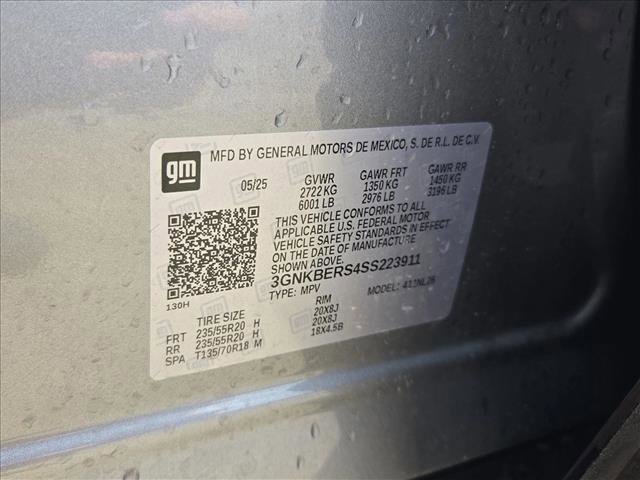 gm
MFD BY GENERAL MOTORS DE MEXICO, S. DE R.L. DE C.V.
05/25 GVWR GAWR FRT GAWR RR
2722 KG 1350 KG 1450 KG
6001 LB 2976 LB 3196 LB
THIS VEHICLE CONFORMS TO ALL
APPLICABLE U.S. FEDERAL MOTOR
VEHICLE SAFETY STANDARDS IN EFFECT
ON THE DATE OF MANUFACTURE
SHOWN ABOVE.
3GNKBERS4SS223911
130H TYPE: MPV MODEL:
TIRE SIZE RIM
FRT 235/55R20 H 20X8J
RR 235/55R20 H 20X8J
SPA T135/70R18 M 18X4.5B